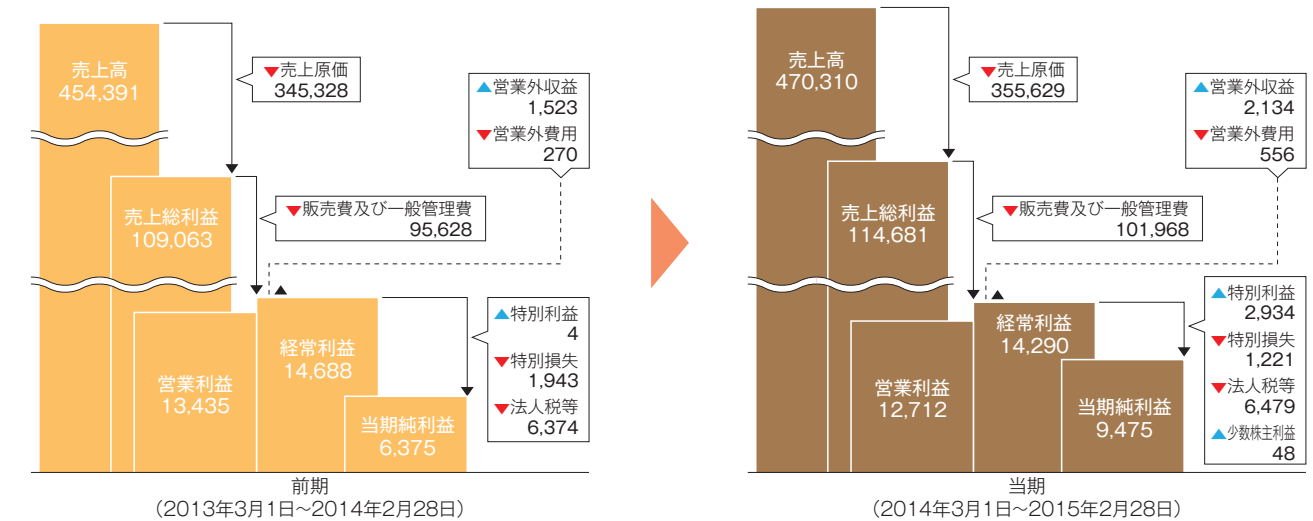 売上高
454,391
▼売上原価
345,328
▲営業外収益
1,523
▼営業外費用
270
売上総利益
109,063
▼販売費及び一般管理費
95,628
営業利益
13,435
経常利益
14,688
当期純利益
6,375
▲特別利益
4
▼特別損失
1,943
▼法人税等
6,374
前期
（2013年3月1日～2014年2月28日）
売上高
470,310
▼売上原価
355,629
▲営業外収益
2,134
▼営業外費用
556
売上総利益
114,681
▼販売費及び一般管理費
101,968
営業利益
12,712
経常利益
14,290
当期純利益
9,475
▲特別利益
2,934
▼特別損失
1,221
▼法人税等
6,479
▲少数株主利益
48
当期
（2014年3月1日～2015年2月28日）